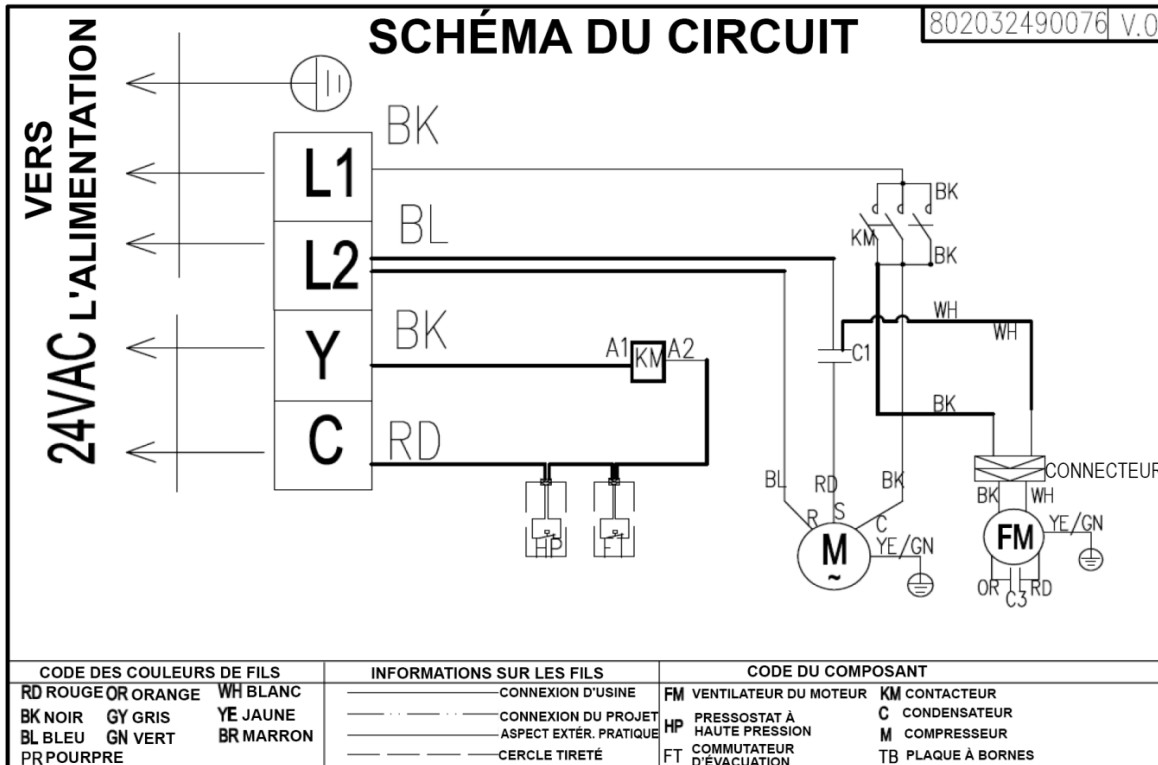 SCHÉMA DU CIRCUIT
802032490076 V.0
VERS
L'ALIMENTATION
24VAC
L1
BK
L2
BL
Y
BK
C
RD
A1 KM A2
HP
FT
BK
KM
BK
WH
WH
C1
BK
CONNECTEUR
BL RD BK
R S C
M
~
YE/GN
BK WH
FM
YE/GN
OR C3 RD
CODE DES COULEURS DE FILS
RD ROUGE OR ORANGE WH BLANC
BK NOIR GY GRIS YE JAUNE
BL BLEU GN VERT BR MARRON
PR POURPRE
INFORMATIONS SUR LES FILS
CONNEXION D'USINE
CONNEXION DU PROJET
ASPECT EXTÉR. PRATIQUE
CERCLE TIRETÉ
CODE DU COMPOSANT
FM VENTILATEUR DU MOTEUR KM CONTACTEUR
HP PRESSOSTAT À HAUTE PRESSION
C CONDENSATEUR
M COMPRESSEUR
FT COMMUTATEUR D'ÉVACUATION
TB PLAQUE À BORNES